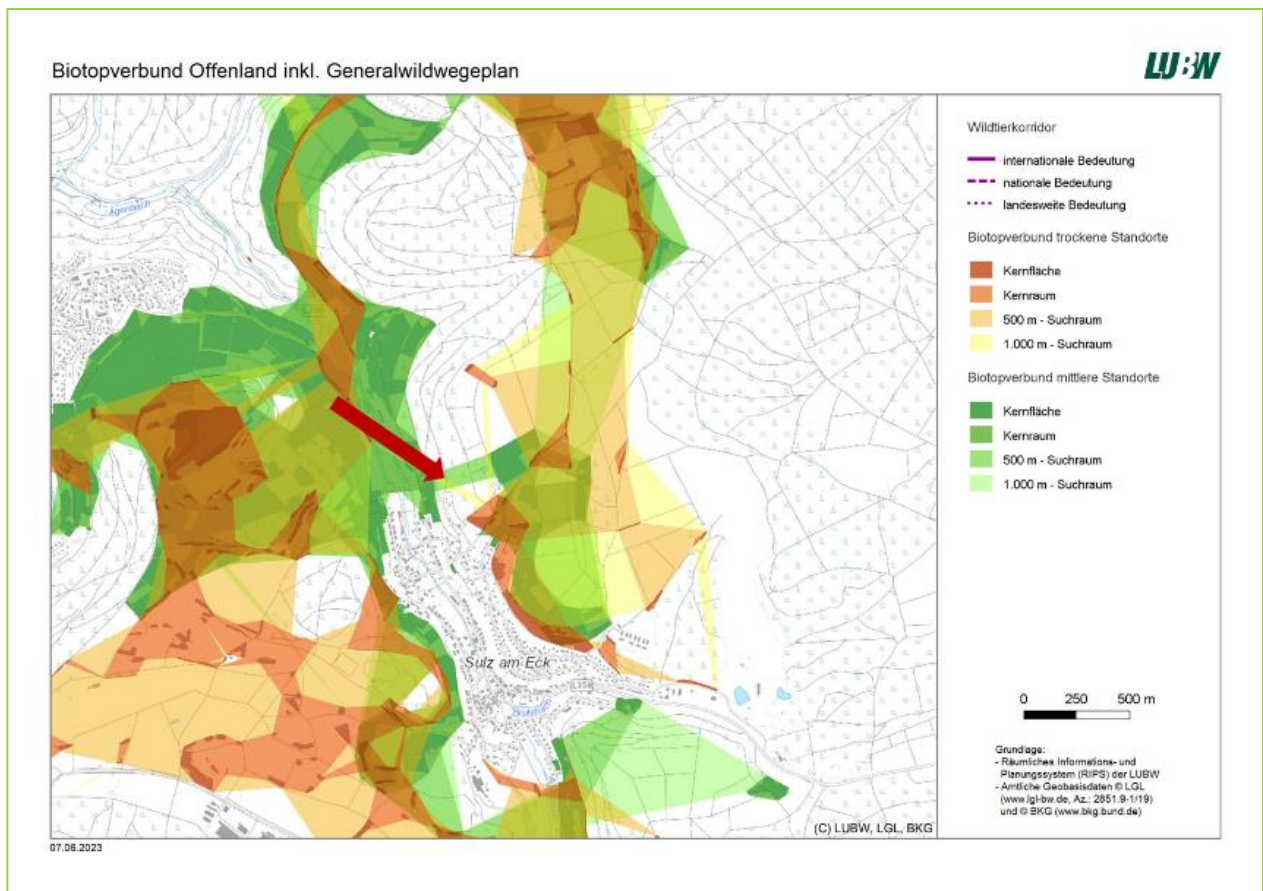 Biotopverbund Offenland inkl. Generalwildwegeplan
LUBW
Agenbach
Sulz am Eck
L358
(C) LUBW, LGL, BKG
Wildtierkorridor
internationale Bedeutung
nationale Bedeutung
landesweite Bedeutung
Biotopverbund trockene Standorte
Kernfläche
Kernraum
500 m - Suchraum
1.000 m - Suchraum
Biotopverbund mittlere Standorte
Kernfläche
Kernraum
500 m - Suchraum
1.000 m - Suchraum
0 250 500 m
Grundlage:
- Räumliches Informations- und
Planungssystem (RIPS) der LUBW
- Amtliche Geobasisdaten © LGL
(www.lgl-bw.de, Az.: 2851.9-1/19)
und © BKG (www.bkg.bund.de)
07.06.2023